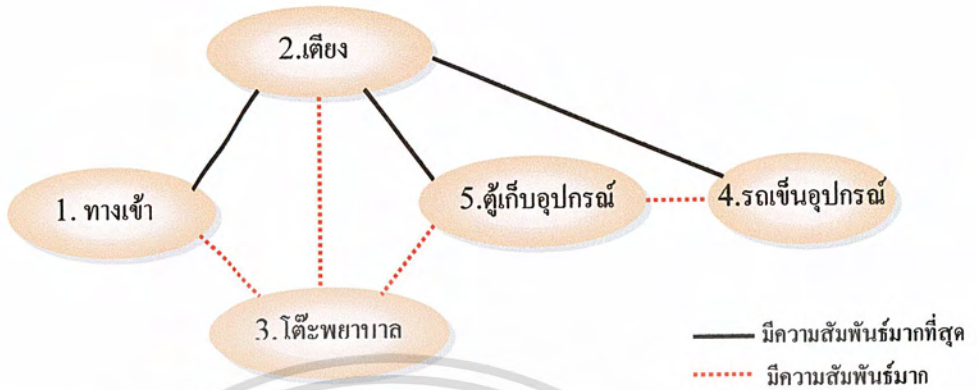 2.เตียง
1. ทางเข้า
5.ตู้เก็บอุปกรณ์
4.รถเข็นอุปกรณ์
3.โต๊ะพยาบาล
มีความสัมพันธ์มากที่สุด
มีความสัมพันธ์มาก